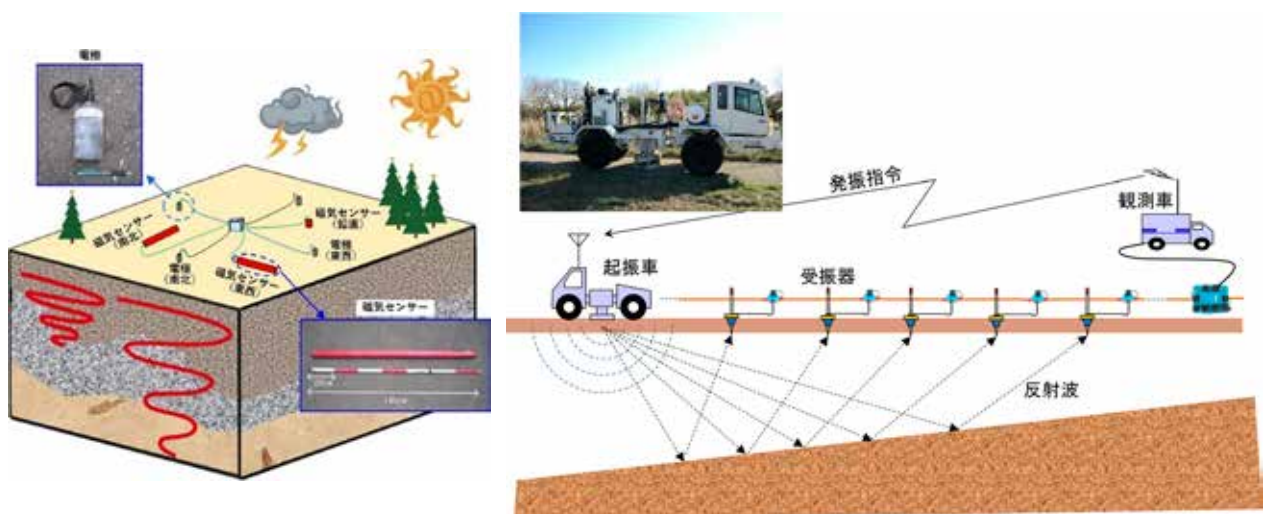 電極
磁気センサー
(南北)
磁気センサー
(鉛直)
電極
(東西)
電極
(南北)
磁気センサー
(東西)
磁気センサー
発振指令
観測車
起振車
受振器
反射波